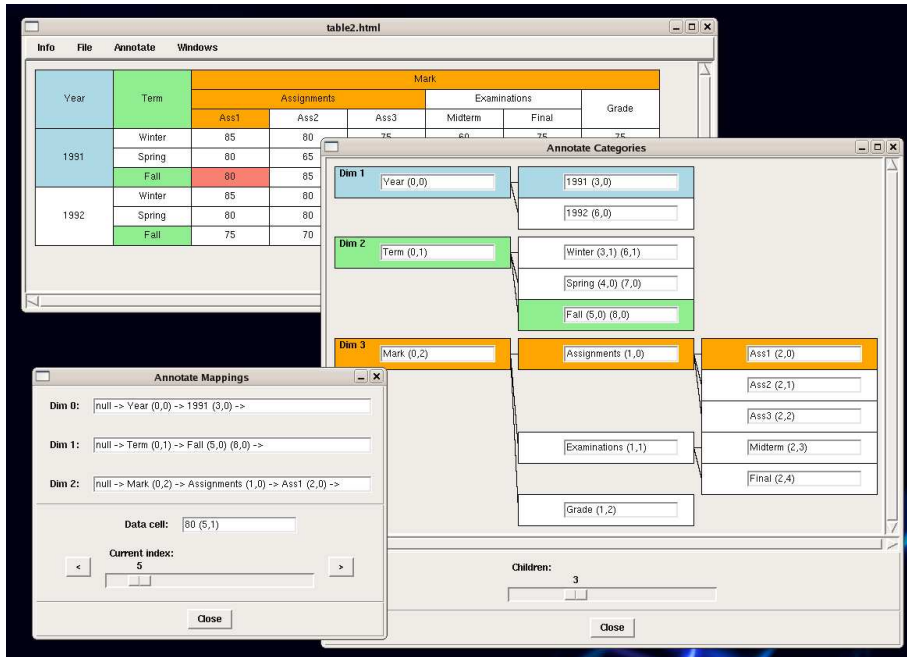 table2.html
Info File Annotate Windows
Year Term Mark
Assignments Examinations Grade
Ass1 Ass2 Ass3 Midterm Final
1991 Winter 85 80 75 60 75 75
Spring 80 65
Fall 80 85
1992 Winter 85 80
Spring 80 80
Fall 75 70
Annotate Categories
Dim 1 Year (0,0) 1991 (3,0)
1992 (6,0)
Dim 2 Term (0,1) Winter (3,1) (6,1)
Spring (4,0) (7,0)
Fall (5,0) (8,0)
Dim 3 Mark (0,2) Assignments (1,0) Ass1 (2,0)
Ass2 (2,1)
Ass3 (2,2)
Examinations (1,1) Midterm (2,3)
Final (2,4)
Grade (1,2)
Children:
3
Close
Annotate Mappings
Dim 0: null -> Year (0,0) -> 1991 (3,0) ->
Dim 1: null -> Term (0,1) -> Fall (5,0) (8,0) ->
Dim 2: null -> Mark (0,2) -> Assignments (1,0) -> Ass1 (2,0) ->
Data cell: 80 (5,1)
Current index:
< 5 >
Close